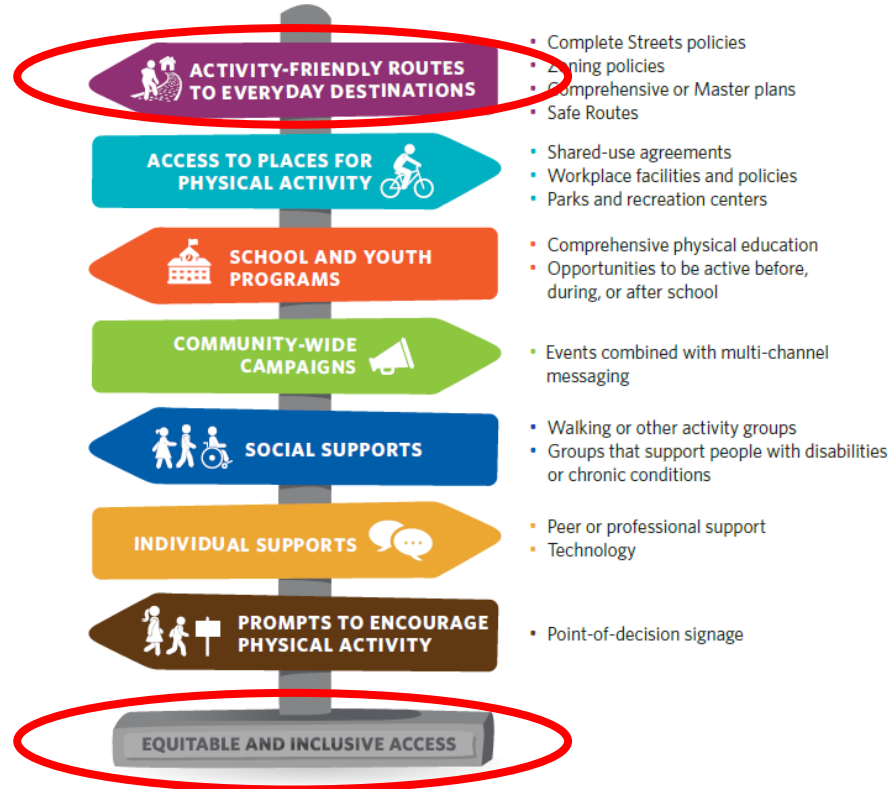 ACTIVITY-FRIENDLY ROUTES
TO EVERYDAY DESTINATIONS
• Complete Streets policies
• Zoning policies
• Comprehensive or Master plans
• Safe Routes
ACCESS TO PLACES FOR
PHYSICAL ACTIVITY
• Shared-use agreements
• Workplace facilities and policies
• Parks and recreation centers
SCHOOL AND YOUTH
PROGRAMS
• Comprehensive physical education
• Opportunities to be active before,
during, or after school
COMMUNITY-WIDE
CAMPAIGNS
• Events combined with multi-channel
messaging
SOCIAL SUPPORTS
• Walking or other activity groups
• Groups that support people with disabilities
or chronic conditions
INDIVIDUAL SUPPORTS
• Peer or professional support
• Technology
PROMPTS TO ENCOURAGE
PHYSICAL ACTIVITY
• Point-of-decision signage
EQUITABLE AND INCLUSIVE ACCESS